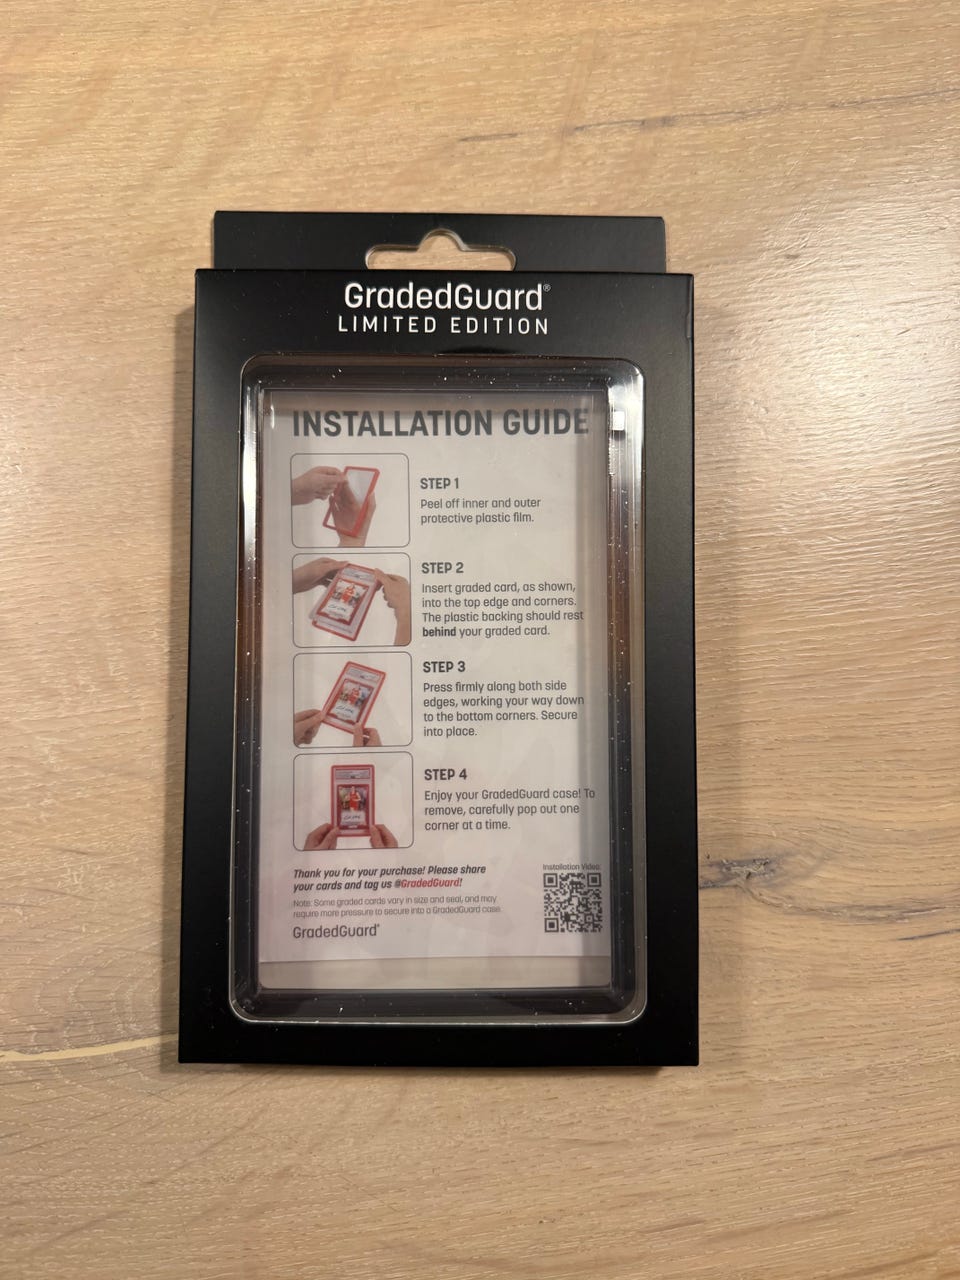 GradedGuard®
LIMITED EDITION
INSTALLATION GUIDE
STEP 1
Peel off inner and outer
protective plastic film.
STEP 2
Insert graded card, as shown,
into the top edge and corners.
The plastic backing should rest
behind your graded card.
STEP 3
Press firmly along both side
edges, working your way down
to the bottom corners. Secure
into place.
STEP 4
Enjoy your GradedGuard case! To
remove, carefully pop out one
corner at a time.
Thank you for your purchase! Please share
your cards and tag us @GradedGuard!
Note: Some graded cards vary in size and seal, and may
require more pressure to secure into a GradedGuard case.
GradedGuard®
Installation Video: